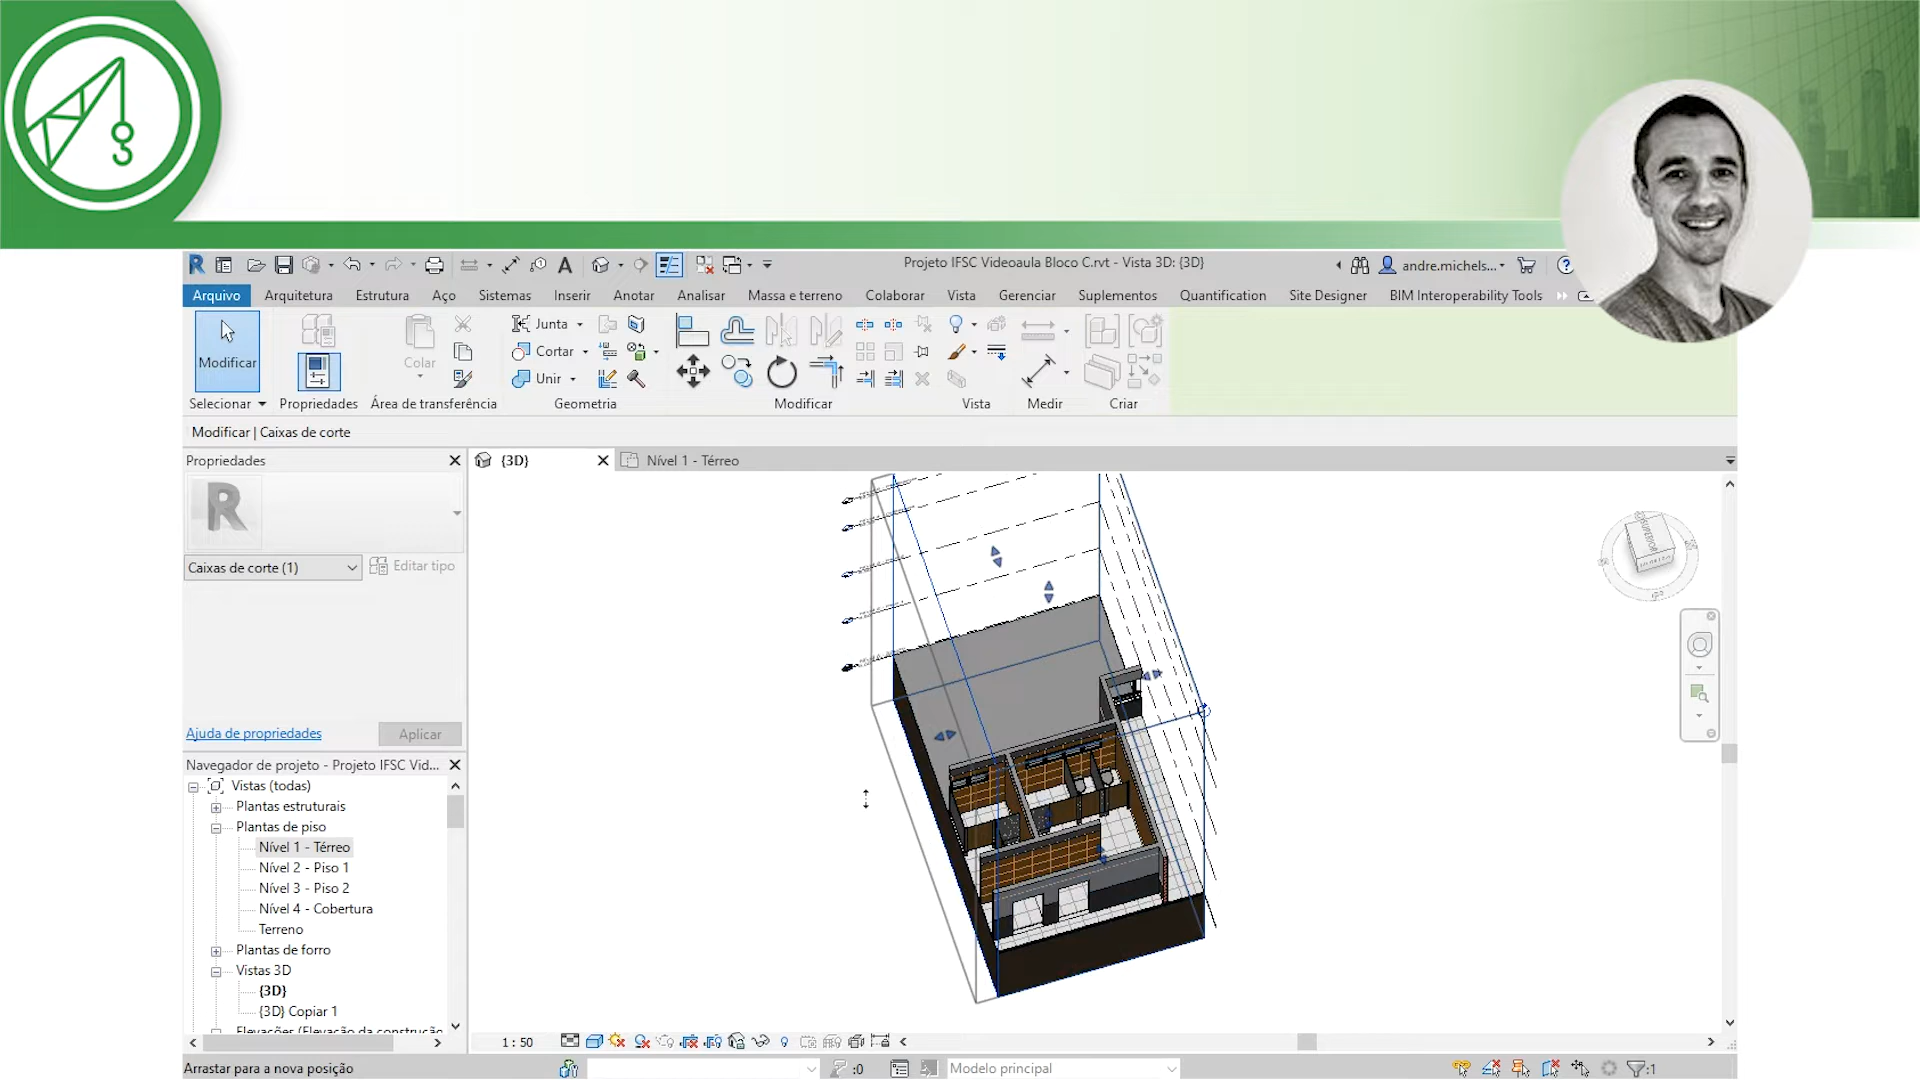 Projeto IFSC Videoaula Bloco C.rvt - Vista 3D: {3D}
andre.michels...
Arquivo Arquitetura Estrutura Aço Sistemas Inserir Anotar Analisar Massa e terreno Colaborar Vista Gerenciar Suplementos Quantification Site Designer BIM Interoperability Tools
Modificar
Colar
Junta
Cortar
Unir
Selecionar Propriedades Área de transferência Geometria Modificar Vista Medir Criar
Modificar | Caixas de corte
Propriedades
{3D}
Nível 1 - Térreo
Caixas de corte (1)
Editar tipo
Ajuda de propriedades
Aplicar
Navegador de projeto - Projeto IFSC Vid...
Vistas (todas)
Plantas estruturais
Plantas de piso
Nível 1 - Térreo
Nível 2 - Piso 1
Nível 3 - Piso 2
Nível 4 - Cobertura
Terreno
Plantas de forro
Vistas 3D
{3D}
{3D} Copiar 1
Elevações (Elevação da construção
SUPERIOR
1 : 50
Arrastar para a nova posição
:0
Modelo principal
:1